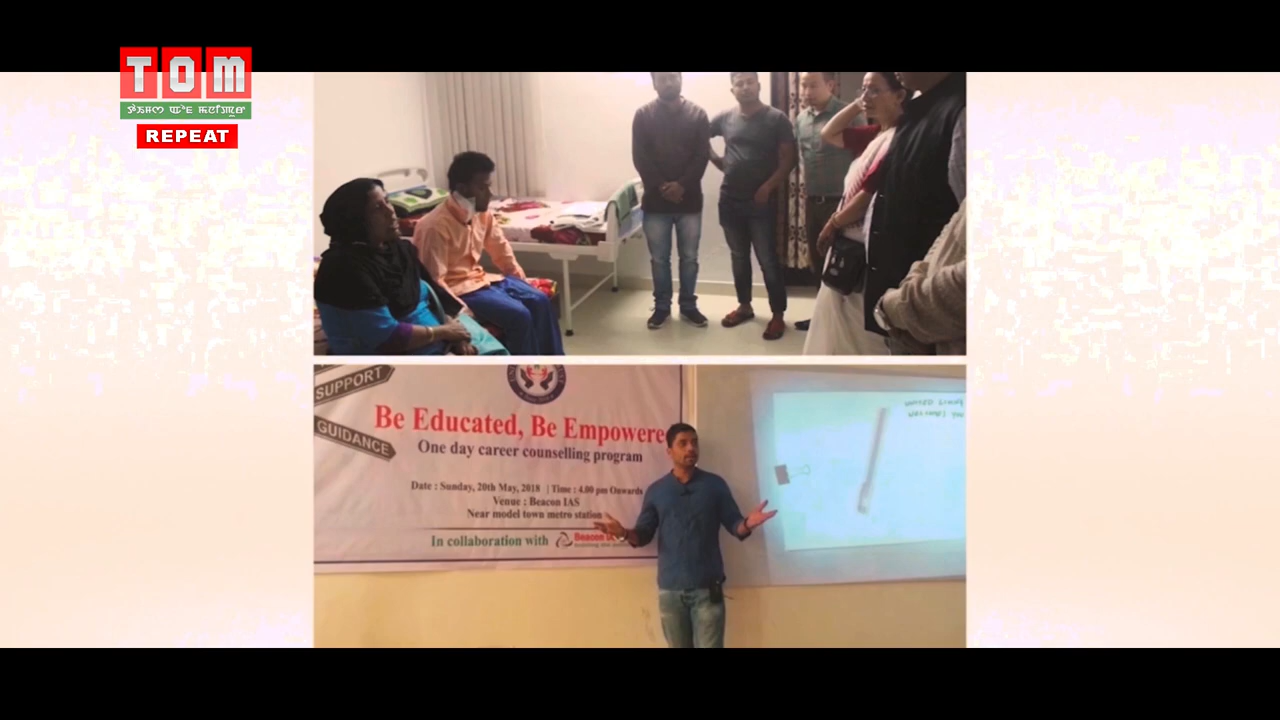 TOM
REPEAT
SUPPORT
GUIDANCE
Be Educated, Be Empowere
One day career counselling program
Date : Sunday, 20th May, 2018 | Time : 4.00 pm Onwards
Venue : Beacon IAS
Near model town metro station
In collaboration with
Beacon